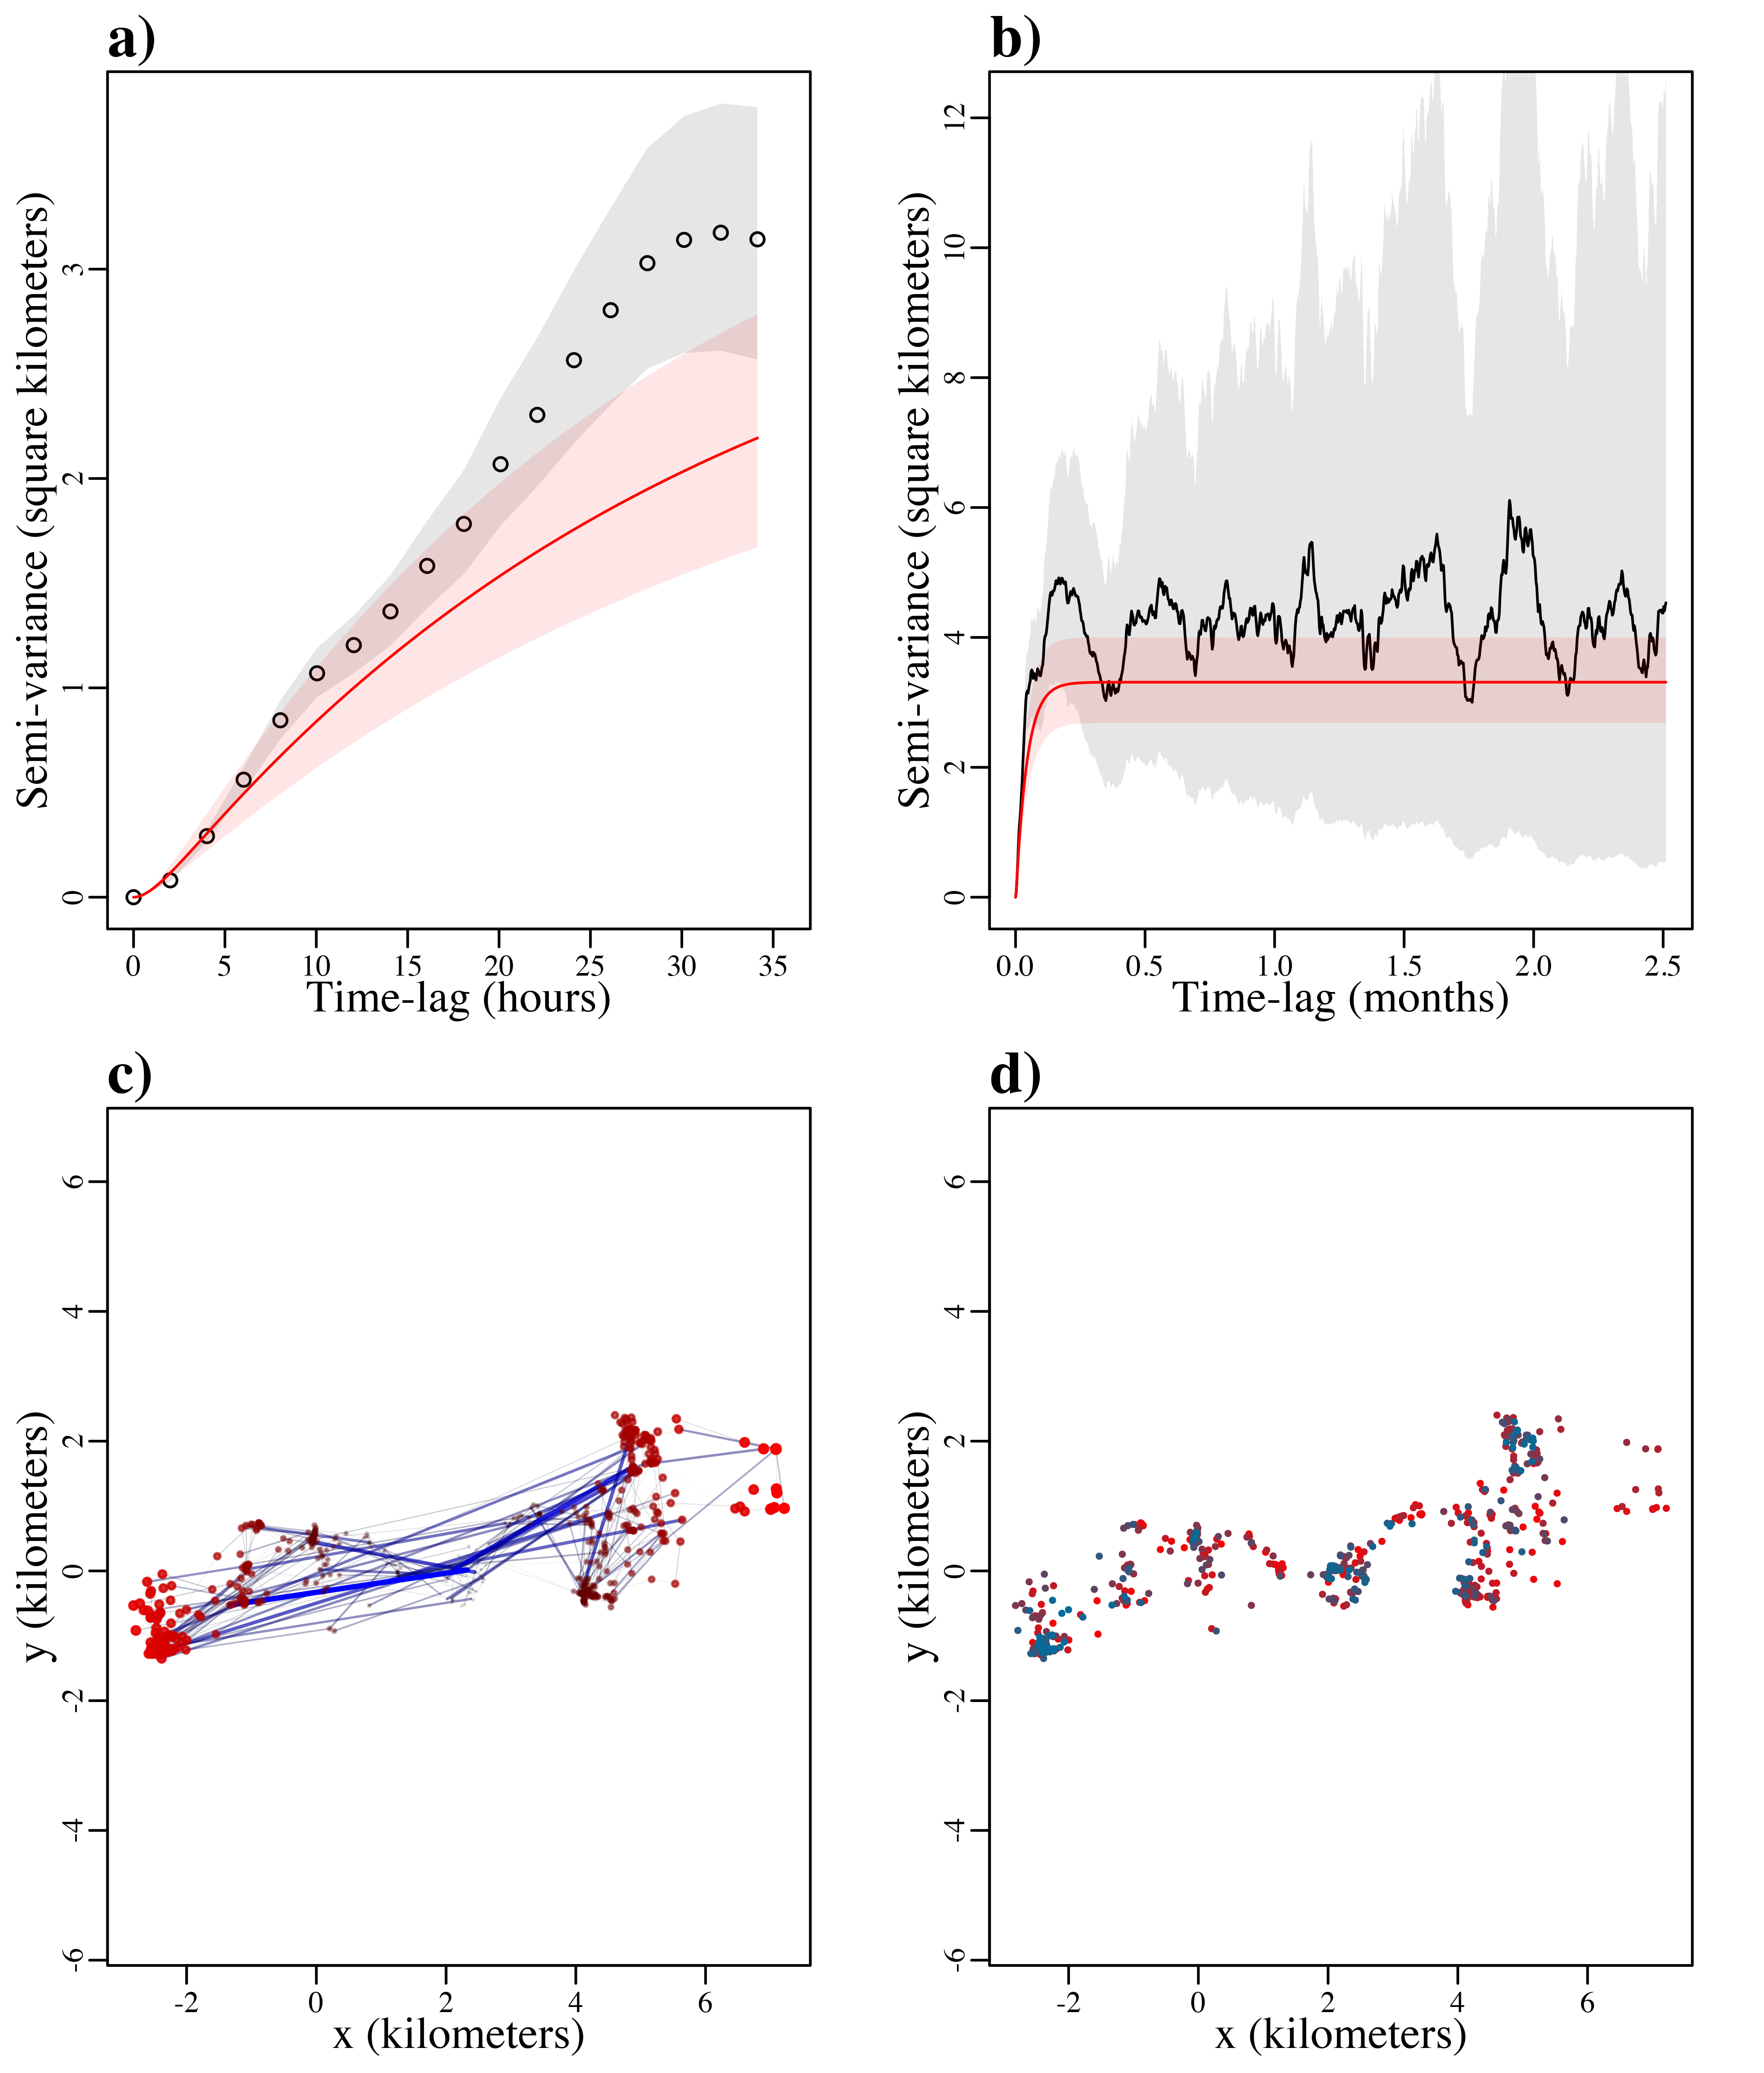 a)
Semi-variance (square kilometers)
3
2
1
0
0 5 10 15 20 25 30 35
Time-lag (hours)
b)
Semi-variance (square kilometers)
12
10
8
6
4
2
0
0.0 0.5 1.0 1.5 2.0 2.5
Time-lag (months)
c)
y (kilometers)
6
4
2
0
-2
-4
-6
-2 0 2 4 6
x (kilometers)
d)
y (kilometers)
6
4
2
0
-2
-4
-6
-2 0 2 4 6
x (kilometers)